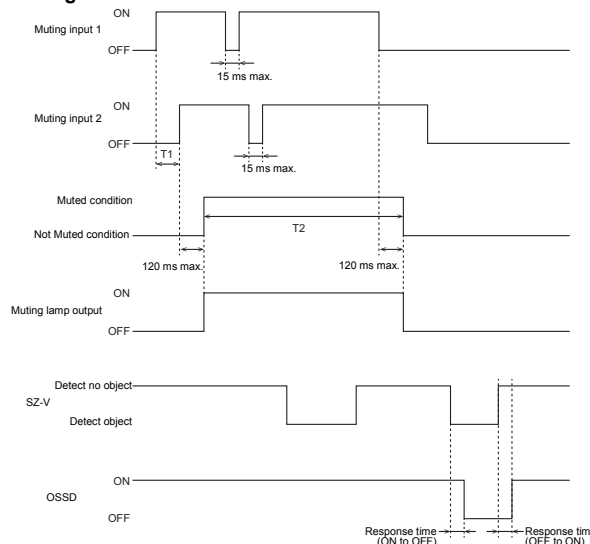 ON
Muting input 1
OFF
15 ms max.
ON
Muting input 2
OFF
T1
15 ms max.
Muted condition
T2
Not Muted condition
120 ms max.
120 ms max.
ON
Muting lamp output
OFF
Detect no object
SZ-V
Detect object
ON
OSSD
OFF
Response time
(ON to OFF)
Response tim
(OFF to ON)